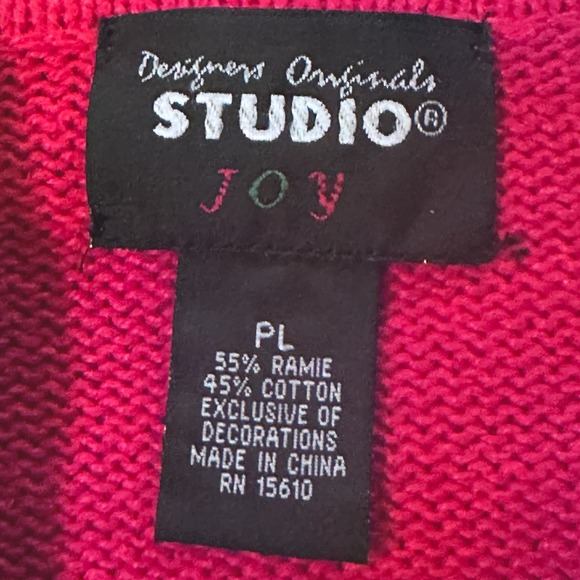 Designers Originals
STUDIO®
JOY
PL
55% RAMIE
45% COTTON
EXCLUSIVE OF
DECORATIONS
MADE IN CHINA
RN 15610